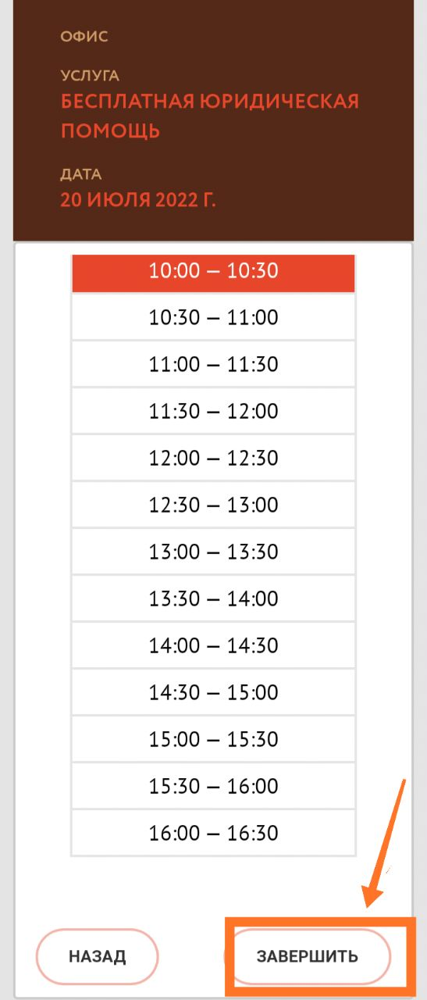 ОФИС
УСЛУГА
БЕСПЛАТНАЯ ЮРИДИЧЕСКАЯ
ПОМОЩЬ
ДАТА
20 ИЮЛЯ 2022 Г.
10:00 — 10:30
10:30 — 11:00
11:00 — 11:30
11:30 — 12:00
12:00 — 12:30
12:30 — 13:00
13:00 — 13:30
13:30 — 14:00
14:00 — 14:30
14:30 — 15:00
15:00 — 15:30
15:30 — 16:00
16:00 — 16:30
НАЗАД ЗАВЕРШИТЬ